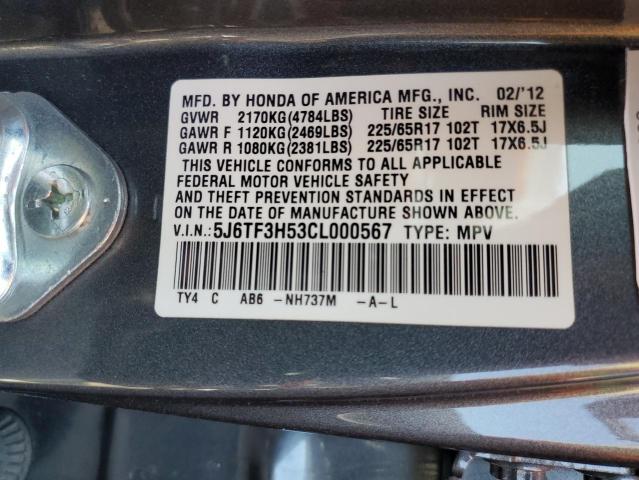 MFD. BY HONDA OF AMERICA MFG., INC. 02/'12
GVWR 2170KG(4784LBS) TIRE SIZE RIM SIZE
GAWR F 1120KG(2469LBS) 225/65R17 102T 17X6.5J
GAWR R 1080KG(2381LBS) 225/65R17 102T 17X6.5J
THIS VEHICLE CONFORMS TO ALL APPLICABLE
FEDERAL MOTOR VEHICLE SAFETY
AND THEFT PREVENTION STANDARDS IN EFFECT
ON THE DATE OF MANUFACTURE SHOWN ABOVE.
V.I.N.: 5J6TF3H53CL000567 TYPE: MPV
TY4 C AB6 -NH737M -A-L